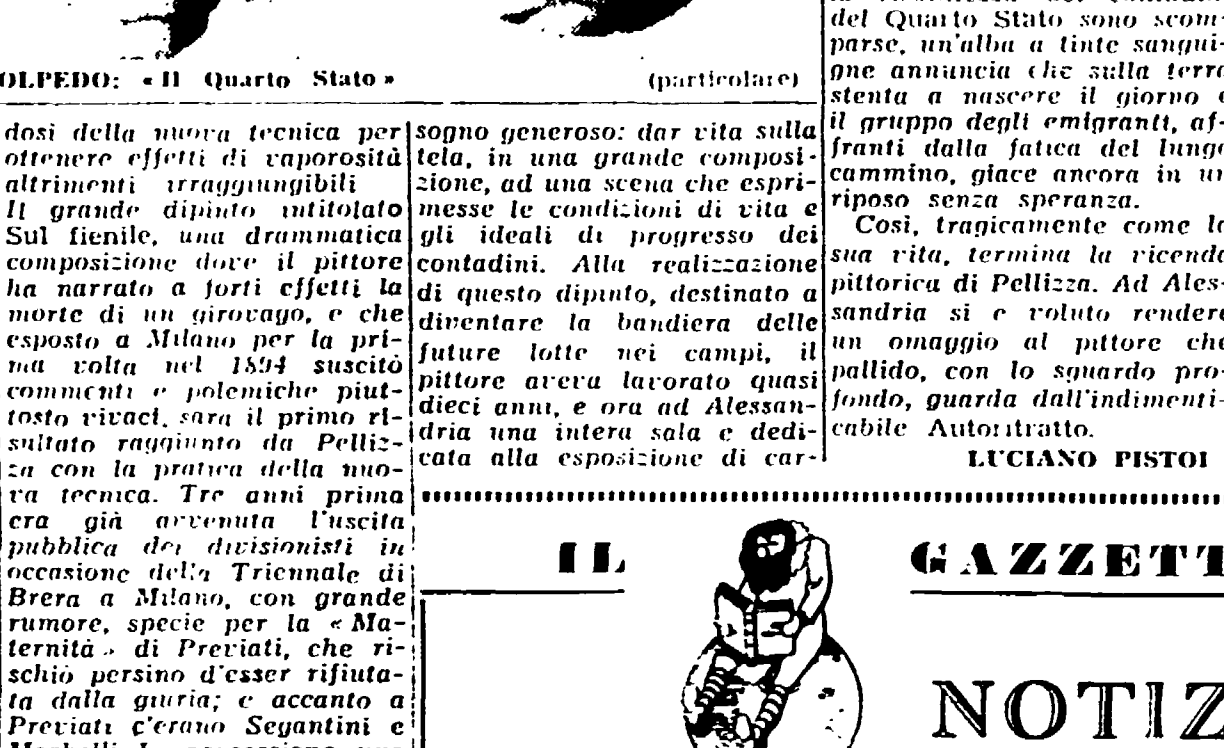 OLPEDO: « Il Quarto Stato » (particolare)
dosi della nuova tecnica per
ottenere effetti di vaporosità
altrimenti irraggiungibili
Il grande dipinto intitolato
Sul fienile, una drammatica
composizione dove il pittore
ha narrato a forti effetti la
morte di un girovago, e che
esposto a Milano per la pri-
ma volta nel 1894 suscitò
commenti e polemiche piut-
tosto vivaci, sara il primo ri-
sultato raggiunto da Pelliz-
za con la pratica della nuo-
va tecnica. Tre anni prima
era già avvenuta l'uscita
pubblica dei divisionisti in
occasione della Triennale di
Brera a Milano, con grande
rumore, specie per la « Ma-
ternità » di Previati, che ri-
schiò persino d'esser rifiuta-
ta dalla giuria; e accanto a
Previati c'erano Segantini e
sogno generoso: dar vita sulla
tela, in una grande composi-
zione, ad una scena che espri-
messe le condizioni di vita e
gli ideali di progresso dei
contadini. Alla realizzazione
di questo dipinto, destinato a
diventare la bandiera delle
future lotte nei campi, il
pittore aveva lavorato quasi
dieci anni, e ora ad Alessan-
dria una intera sala e dedi-
cata alla esposizione di car-
del Quarto Stato sono scom-
parse, un'alba a tinte sangui-
gne annuncia che sulla terra
stenta a nascere il giorno e
il gruppo degli emigranti, af-
franti dalla fatica del lungo
cammino, giace ancora in un
riposo senza speranza.
Così, tragicamente come la
sua vita, termina la vicenda
pittorica di Pellizza. Ad Ales-
sandria si e voluto rendere
un omaggio al pittore che
pallido, con lo sguardo pro-
fondo, guarda dall'indimenti-
cabile Autoritratto.
LUCIANO PISTOI
IL GAZZETT
NOTIZ